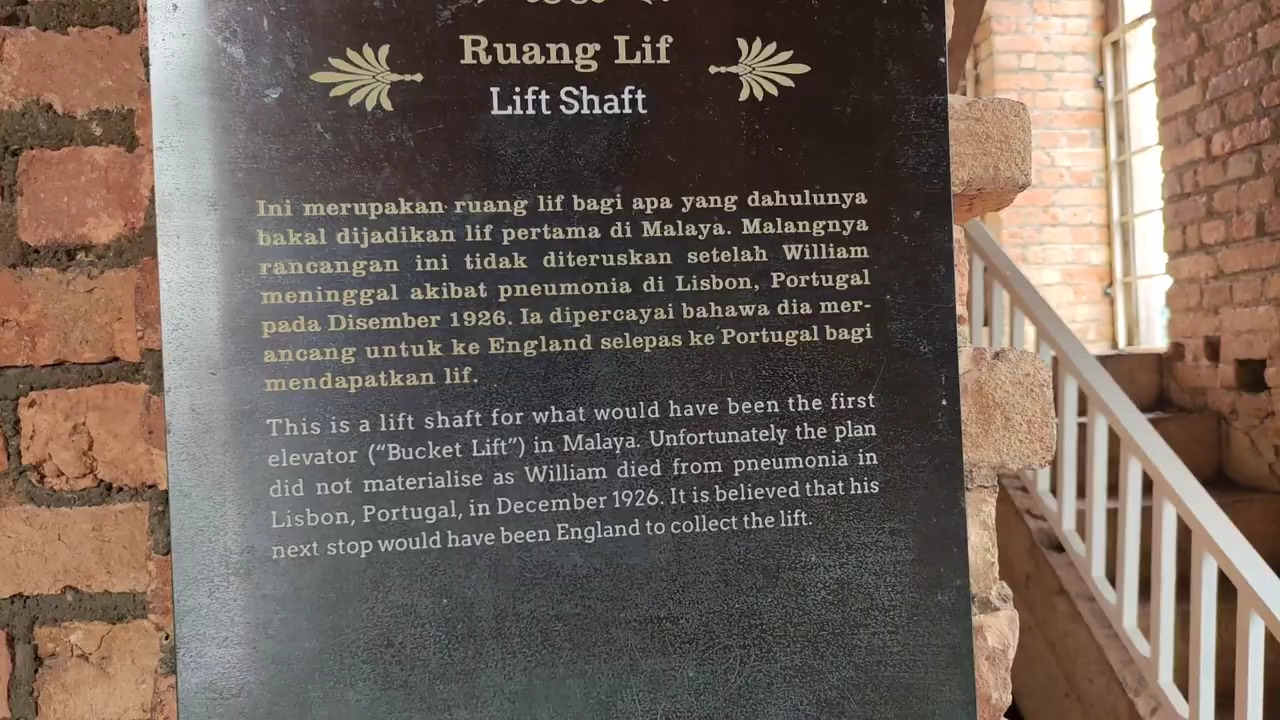 Ruang Lif
Lift Shaft
Ini merupakan ruang lif bagi apa yang dahulunya
bakal dijadikan lif pertama di Malaya. Malangnya
rancangan ini tidak diteruskan setelah William
meninggal akibat pneumonia di Lisbon, Portugal
pada Disember 1926. Ia dipercayai bahawa dia mer-
ancang untuk ke England selepas ke Portugal bagi
mendapatkan lif.
This is a lift shaft for what would have been the first
elevator (“Bucket Lift”) in Malaya. Unfortunately the plan
did not materialise as William died from pneumonia in
Lisbon, Portugal, in December 1926. It is believed that his
next stop would have been England to collect the lift.